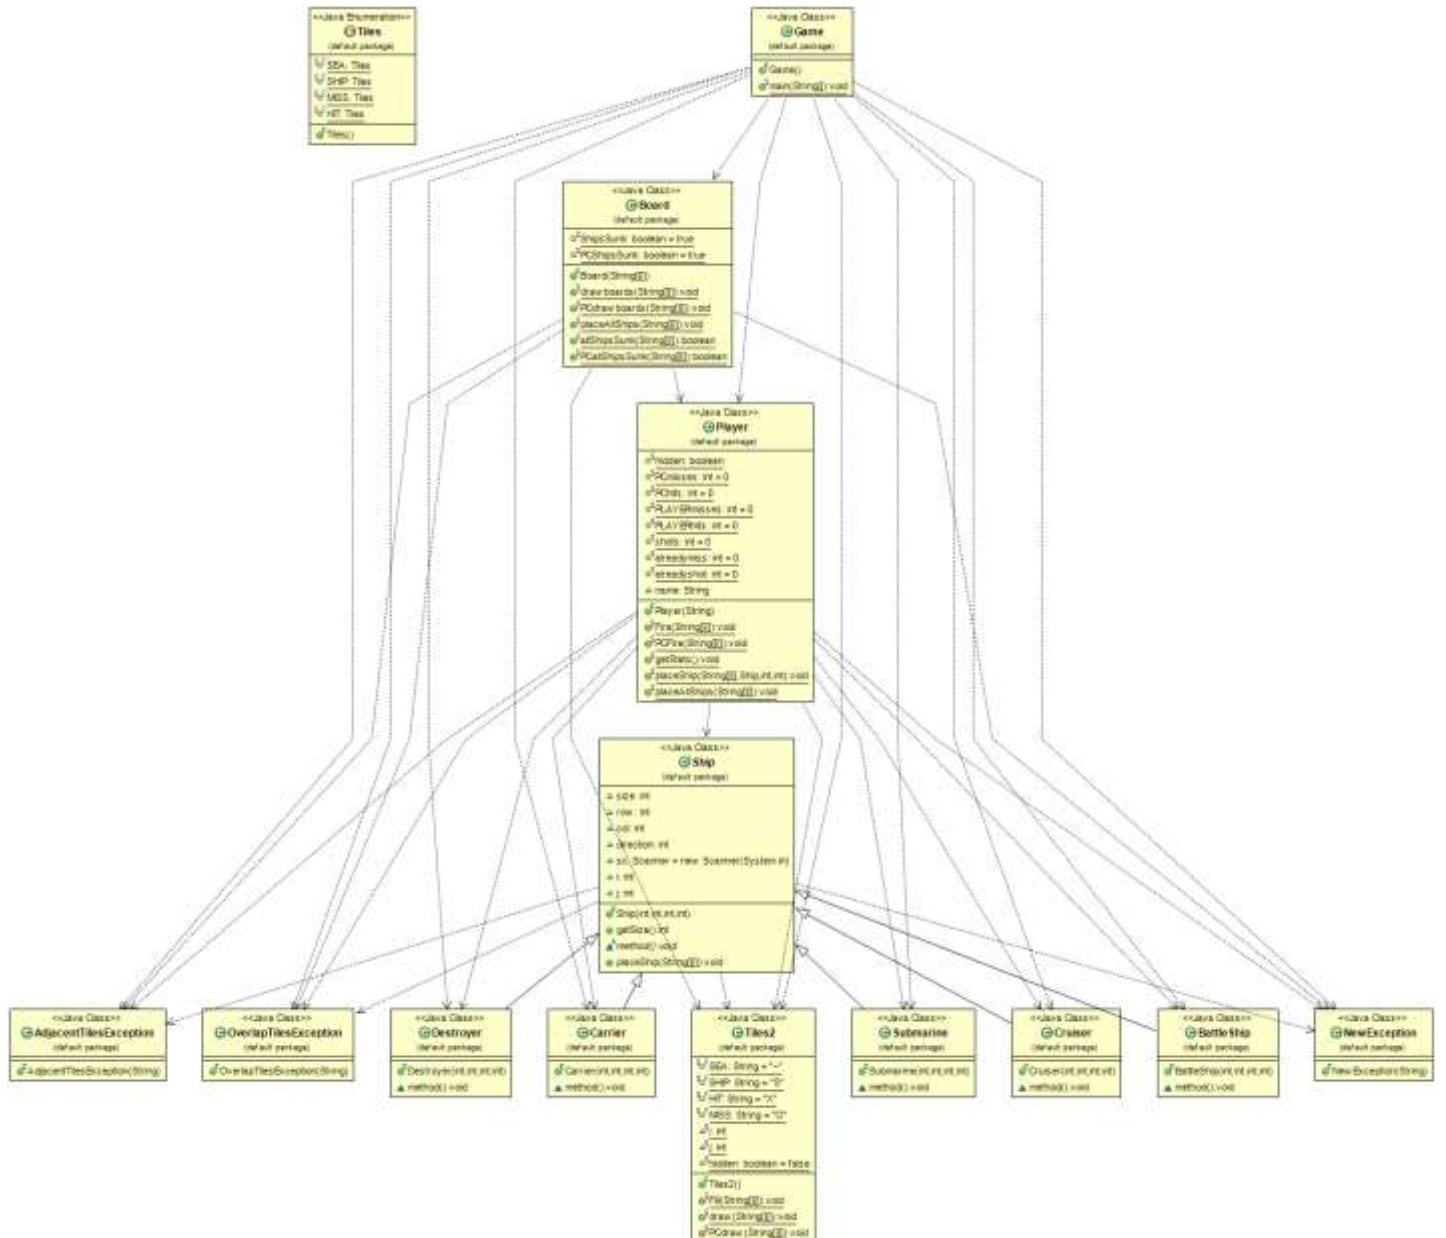 <<Java Enumeration>>
Tiles
(default package)
SEA: Tiles
SHIP: Tiles
MISS: Tiles
HIT: Tiles
Tiles()
<<Java Class>>
Game
(default package)
Game()
main(String[]):void
<<Java Class>>
Board
(default package)
ShipsSunk: boolean = true
PCShipsSunk: boolean = true
Board(String[][])
drawboards(String[][]):void
PCdrawboards(String[][]):void
placeAllShips(String[][]):void
allShipsSunk(String[][]):boolean
PCallShipsSunk(String[][]):boolean
<<Java Class>>
Player
(default package)
hidden: boolean
PCmisses: int = 0
PChits: int = 0
PLAYERmisses: int = 0
PLAYERhits: int = 0
shots: int = 0
alreadymiss: int = 0
alreadyshot: int = 0
name: String
Player(String)
Fire(String[][]):void
PCFire(String[][]):void
getStats():void
placeShip(String[][],Ship,int,int):void
placeAllShips(String[][]):void
<<Java Class>>
Ship
(default package)
size: int
row: int
col: int
direction: int
Scanner = new Scanner(System.in)
i: int
j: int
Ship(int,int,int,int)
getSize():int
method():void
placeShip(String[][]):void
<<Java Class>>
AdjacentTilesException
(default package)
AdjacentTilesException(String)
<<Java Class>>
OverlapTilesException
(default package)
OverlapTilesException(String)
<<Java Class>>
Destroyer
(default package)
Destroyer(int,int,int,int)
method():void
<<Java Class>>
Carrier
(default package)
Carrier(int,int,int,int)
method():void
<<Java Class>>
Tiles2
(default package)
SEA: String = "~"
SHIP: String = "S"
HIT: String = "X"
MISS: String = "O"
i: int
j: int
hidden: boolean = false
Tiles2()
Fill(String[][]):void
draw(String[][]):void
PCdraw(String[][]):void
<<Java Class>>
Submarine
(default package)
Submarine(int,int,int,int)
method():void
<<Java Class>>
Cruiser
(default package)
Cruiser(int,int,int,int)
method():void
<<Java Class>>
BattleShip
(default package)
BattleShip(int,int,int,int)
method():void
<<Java Class>>
NewException
(default package)
NewException(String)